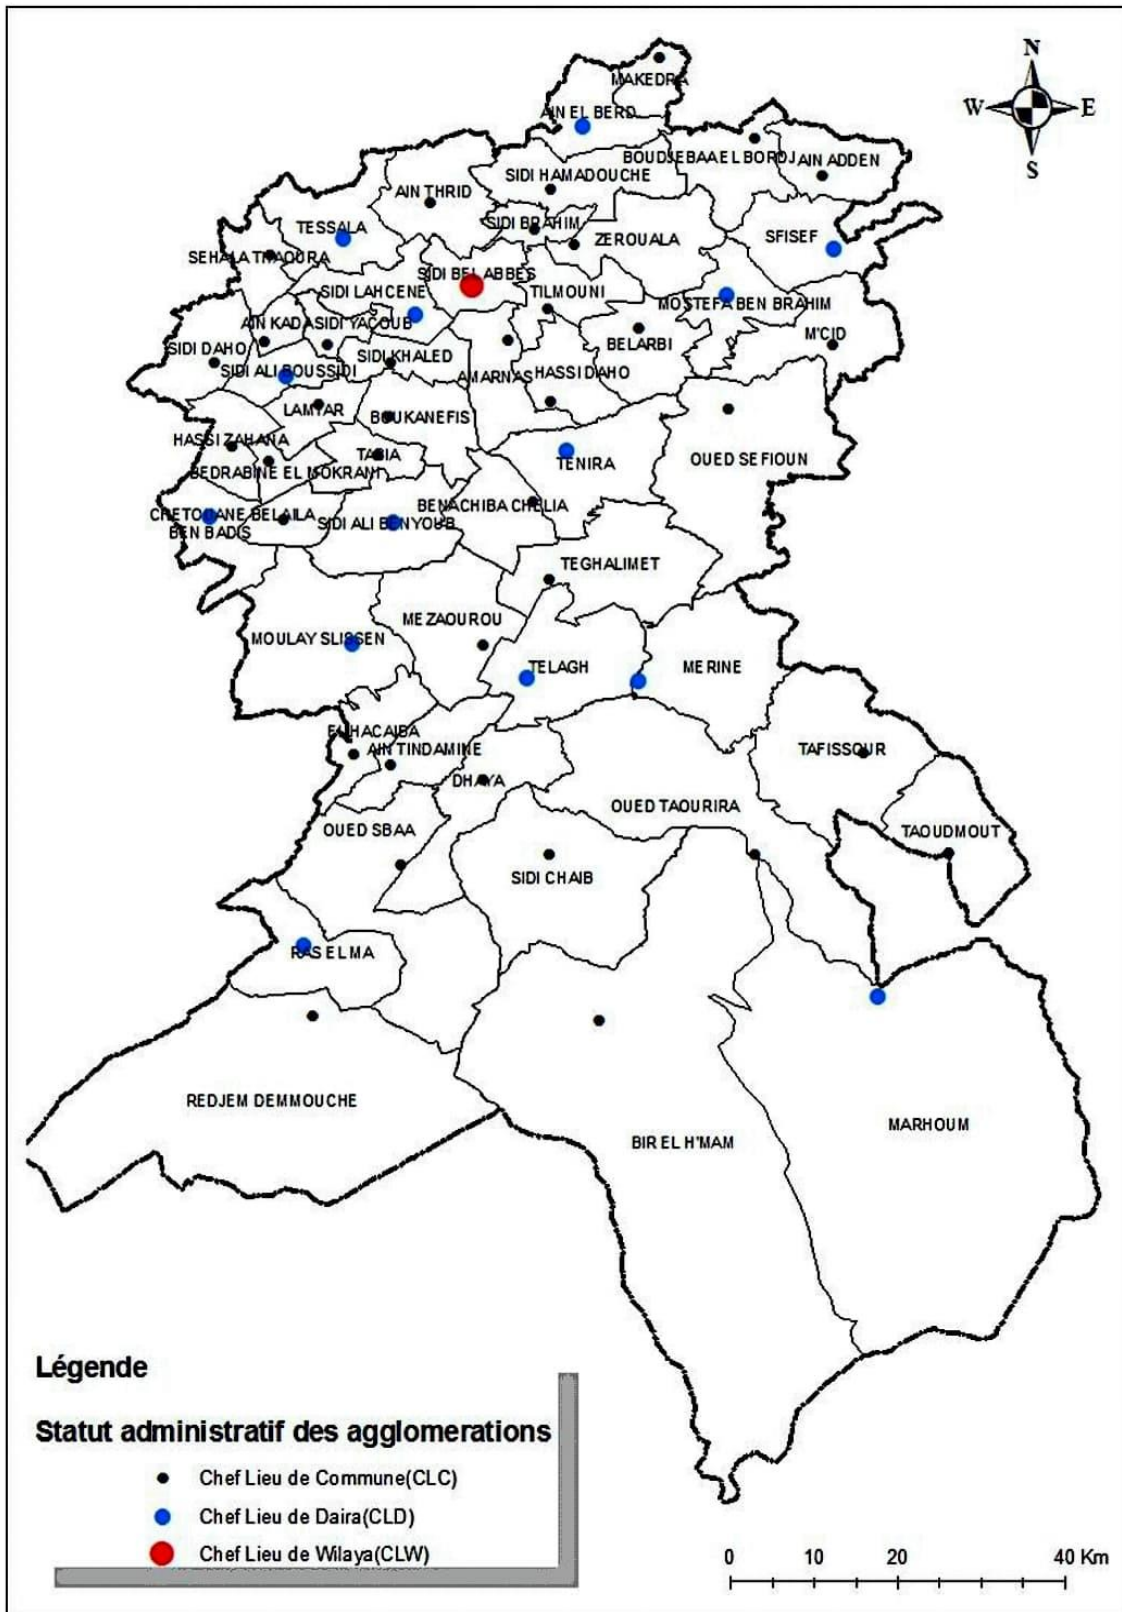 N
W E
S
MAKEDRA
AIN EL BERD
BOUDJEBAA EL BORDJ
AIN ADDEN
SIDI HAMADOUCHE
AIN THRID
SIDI BRAHIM
TESSALA
ZEROUALA
SFISEF
SEHALA THAOURA
SIDI BEL ABBES
SIDI LAHCENE
TILMOUNI
MOSTEFA BEN BRAHIM
AIN KADA
SIDI YACOUB
M'CID
BELARBI
SIDI DAHO
SIDI KHALED
SIDI ALI BOUSSIDI
AMARNAS
HASSI DAHO
LAMTAR
BOUKANEFIS
HASSI ZAHANA
TABIA
BEDRABINE EL MOKRANI
TENIRA
OUED SEFIOUN
BENACHIBA CHELIA
CHETOUANE BELAILA
SIDI ALI BENYOUB
BEN BADIS
TEGHALIMET
MEZAOUROU
MOULAY SLISSEN
TELAGH
MERINE
EL HACAIBA
AIN TINDAMINE
TAFISSOUR
DHAYA
OUED TAOURIRA
OUED SBAA
TAOUDMOUT
SIDI CHAIB
RAS EL MA
REDJEM DEMMOUCHE
MARHOUM
BIR EL H'MAM
Légende
Statut administratif des agglomerations
Chef Lieu de Commune(CLC)
Chef Lieu de Daira(CLD)
Chef Lieu de Wilaya(CLW)
0 10 20 40 Km